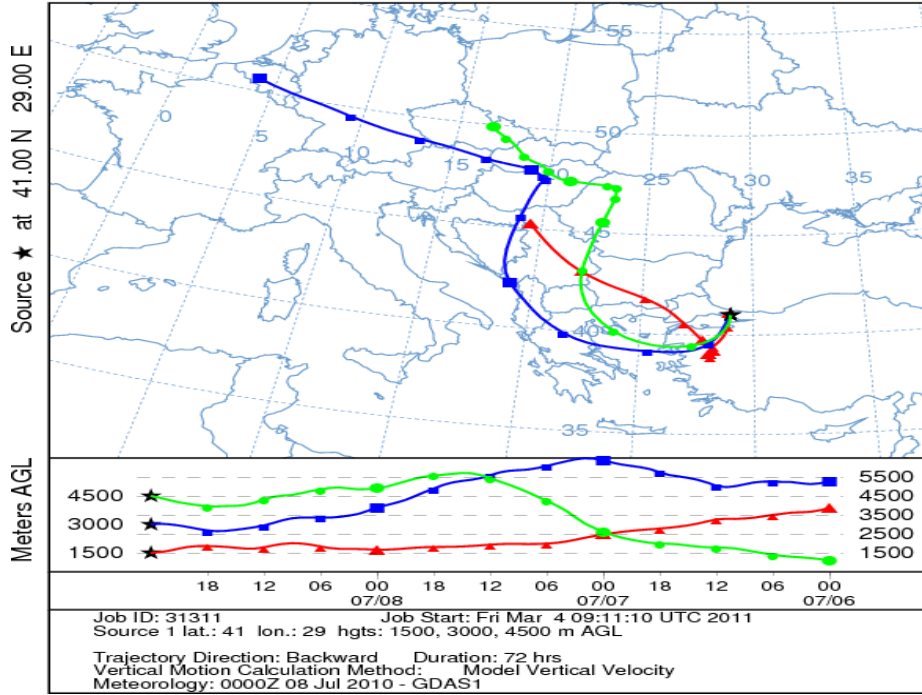 Source ★ at 41.00 N 29.00 E
55
5
0
5
10
15
50
20
25
30
35
45
40
35
Meters AGL
4500
3000
1500
5500
4500
3500
2500
1500
18 12 06 00 18 12 06 00 18 12 06 00
07/08 07/07 07/06
Job ID: 31311 Job Start: Fri Mar 4 09:11:10 UTC 2011
Source 1 lat.: 41 lon.: 29 hgts: 1500, 3000, 4500 m AGL
Trajectory Direction: Backward Duration: 72 hrs
Vertical Motion Calculation Method: Model Vertical Velocity
Meteorology: 0000Z 08 Jul 2010 - GDAS1